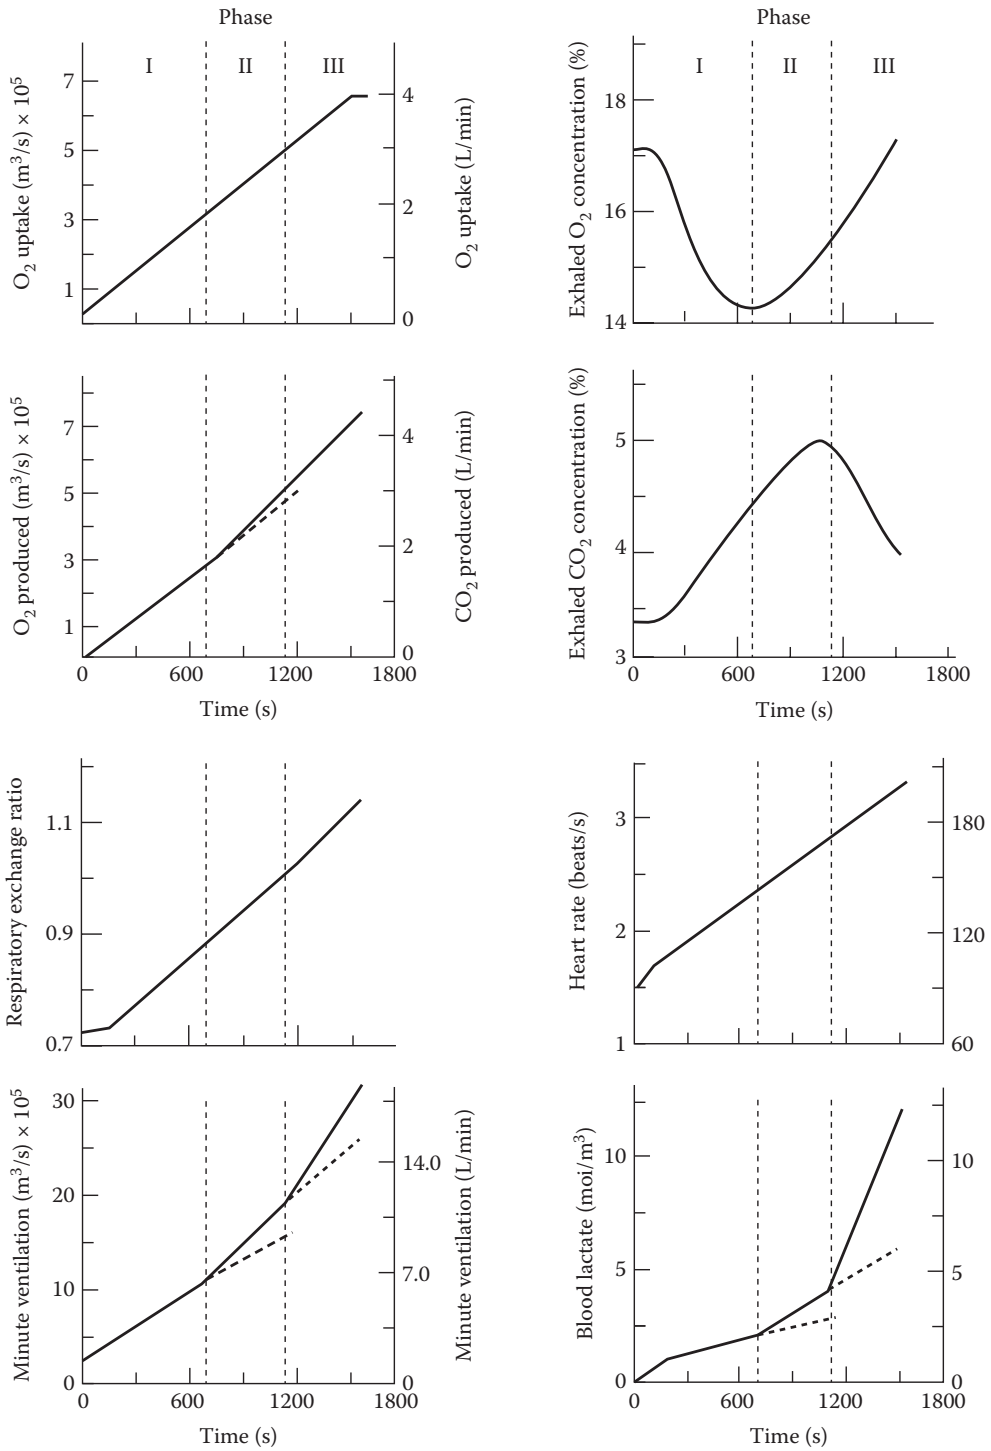 Phase
I
II
III
O2 uptake (m3/s) × 105
7
5
3
1
4
2
0
O2 uptake (L/min)
Phase
I
II
III
Exhaled O2 concentration (%)
18
16
14
O2 produced (m3/s) × 105
7
5
3
1
4
2
0
CO2 produced (L/min)
0
600
1200
1800
Time (s)
Exhaled CO2 concentration (%)
5
4
3
0
600
1200
1800
Time (s)
Respiratory exchange ratio
1.1
0.9
0.7
Heart rate (beats/s)
3
2
1
180
120
60
Minute ventilation (m3/s) × 105
30
20
10
0
14.0
7.0
0
Minute ventilation (L/min)
0
600
1200
1800
Time (s)
Blood lactate (moi/m3)
10
5
0
10
5
0
0
600
1200
1800
Time (s)